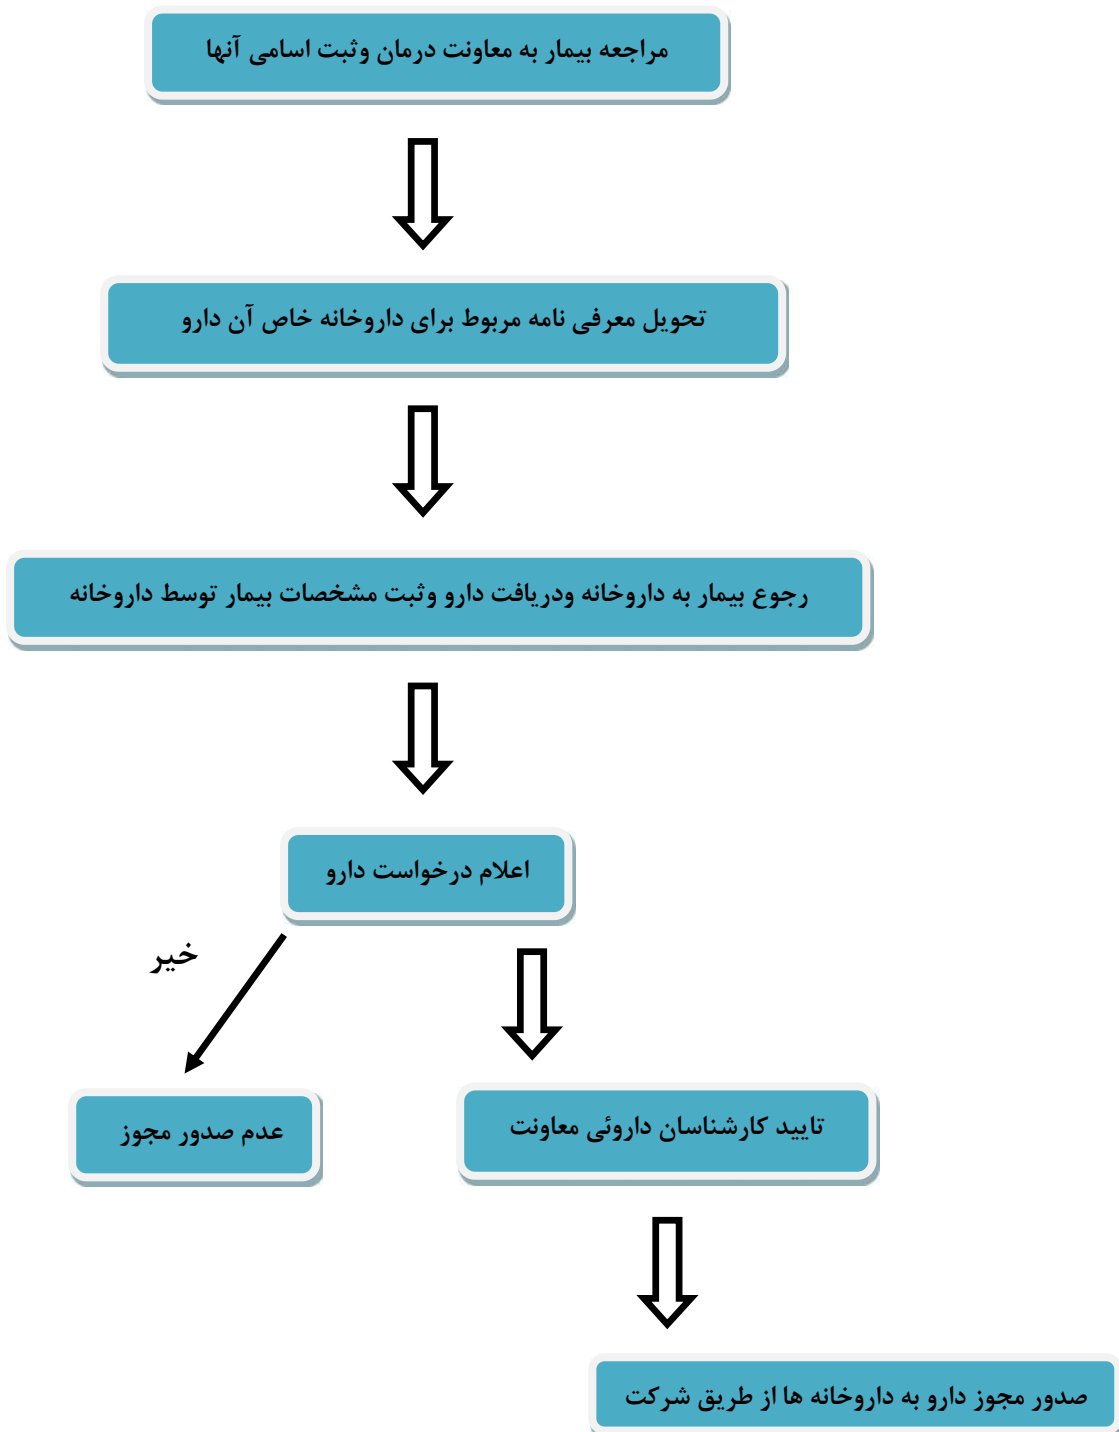 مراجعه بیمار به معاونت درمان وثبت اسامی آنها
تحویل معرفی نامه مربوط برای داروخانه خاص آن دارو
رجوع بیمار به داروخانه ودریافت دارو وثبت مشخصات بیمار توسط داروخانه
اعلام درخواست دارو
خیر
تایید کارشناسان داروئی معاونت
عدم صدور مجوز
صدور مجوز دارو به داروخانه ها از طریق شرکت